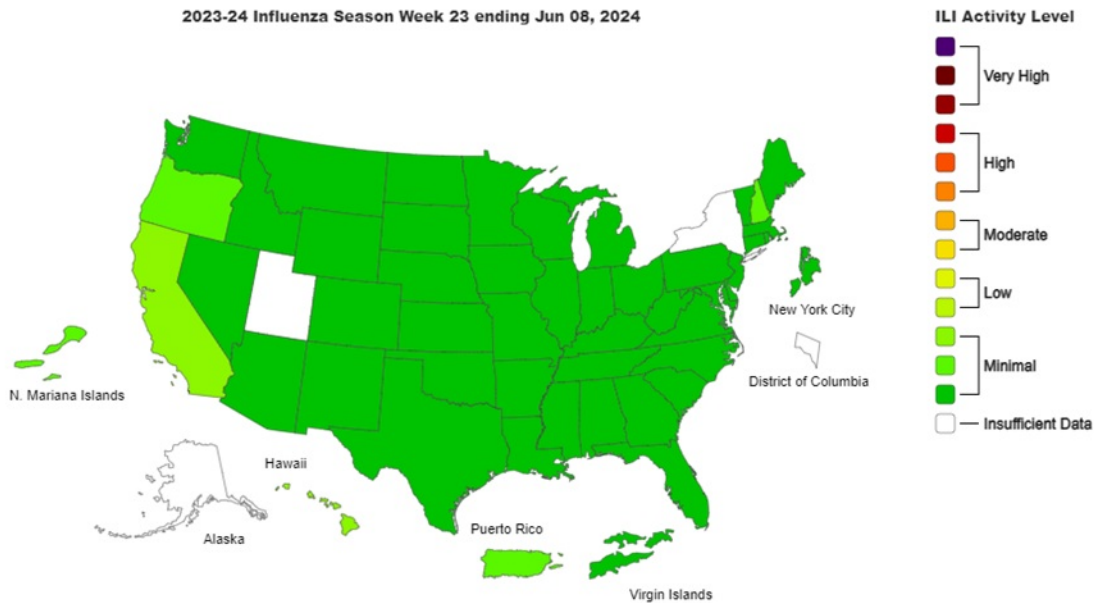 2023-24 Influenza Season Week 23 ending Jun 08, 2024
ILI Activity Level
Very High
High
Moderate
Low
Minimal
Insufficient Data
New York City
District of Columbia
N. Mariana Islands
Hawaii
Alaska
Puerto Rico
Virgin Islands